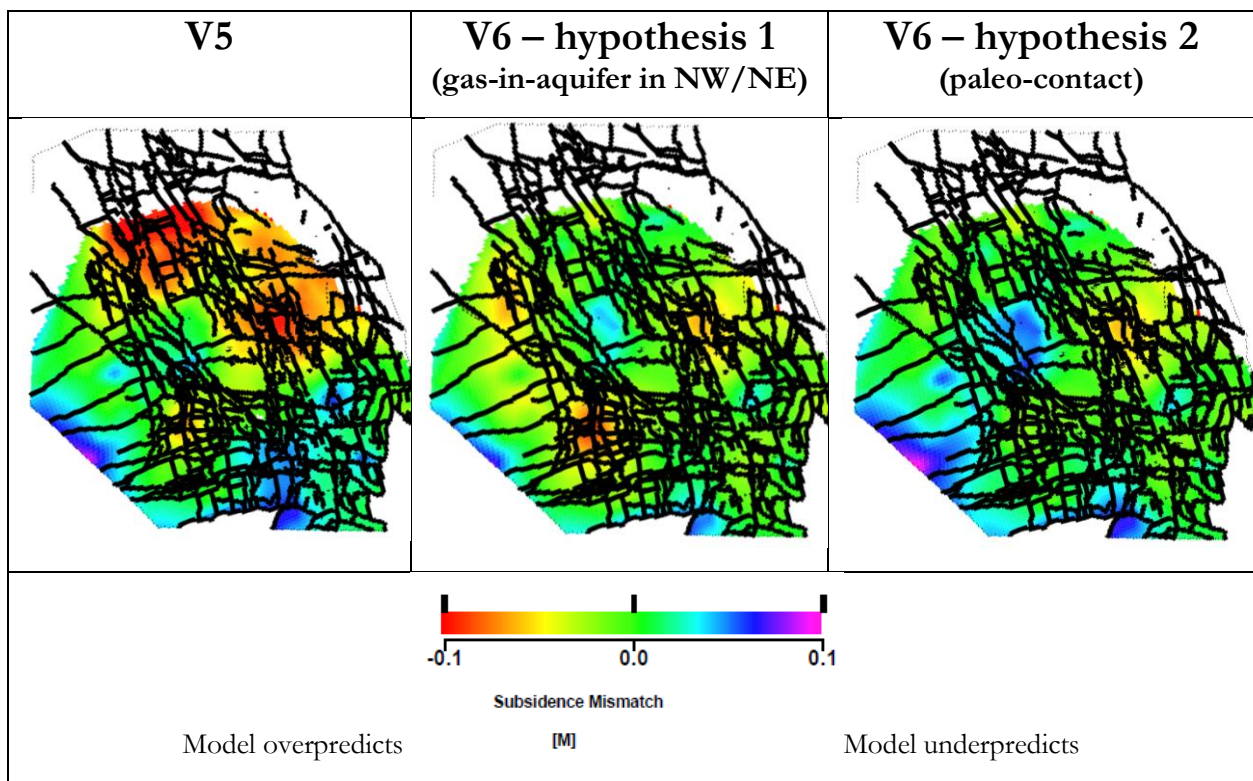 V5
V6 – hypothesis 1
(gas-in-aquifer in NW/NE)
V6 – hypothesis 2
(paleo-contact)
-0.1
0.0
0.1
Subsidence Mismatch
[M]
Model overpredicts
Model underpredicts